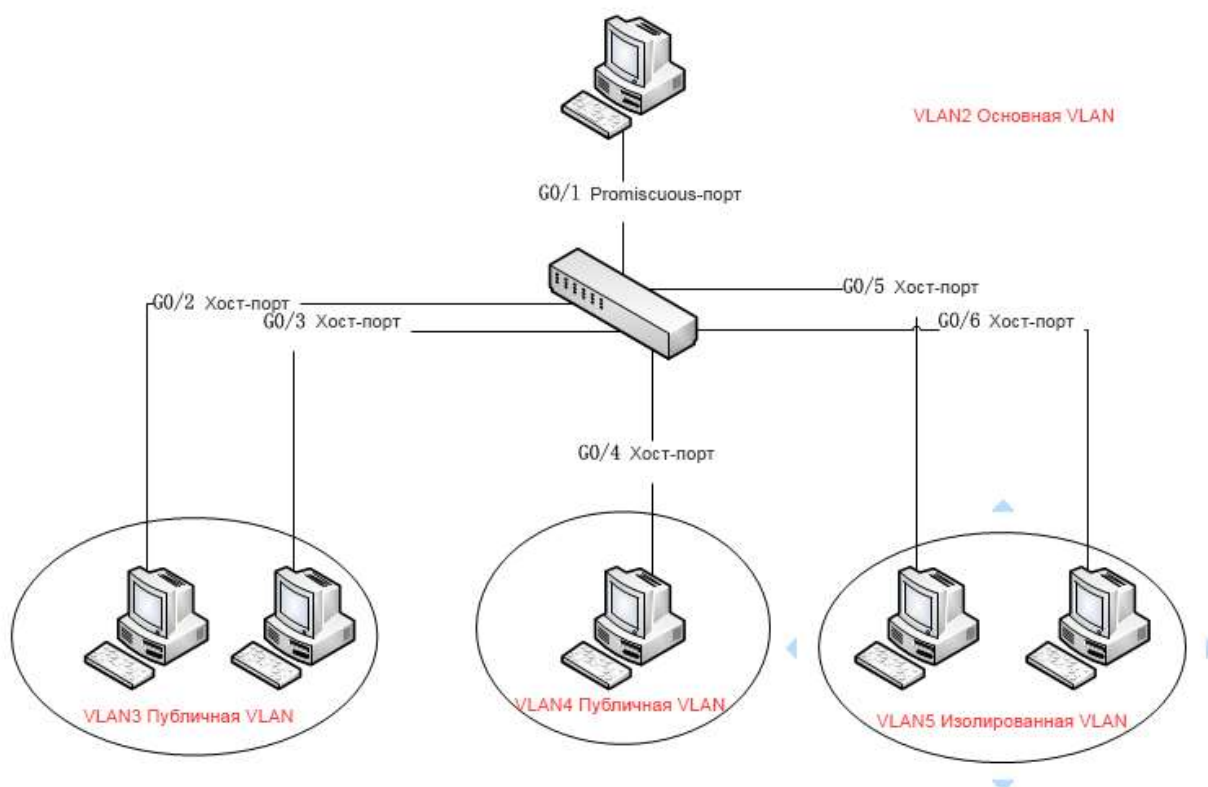 VLAN2 Основная VLAN
G0/1 Promiscuous-порт
G0/2 Хост-порт
G0/3 Хост-порт
G0/5 Хост-порт
G0/6 Хост-порт
G0/4 Хост-порт
VLAN3 Публичная VLAN
VLAN4 Публичная VLAN
VLAN5 Изолированная VLAN